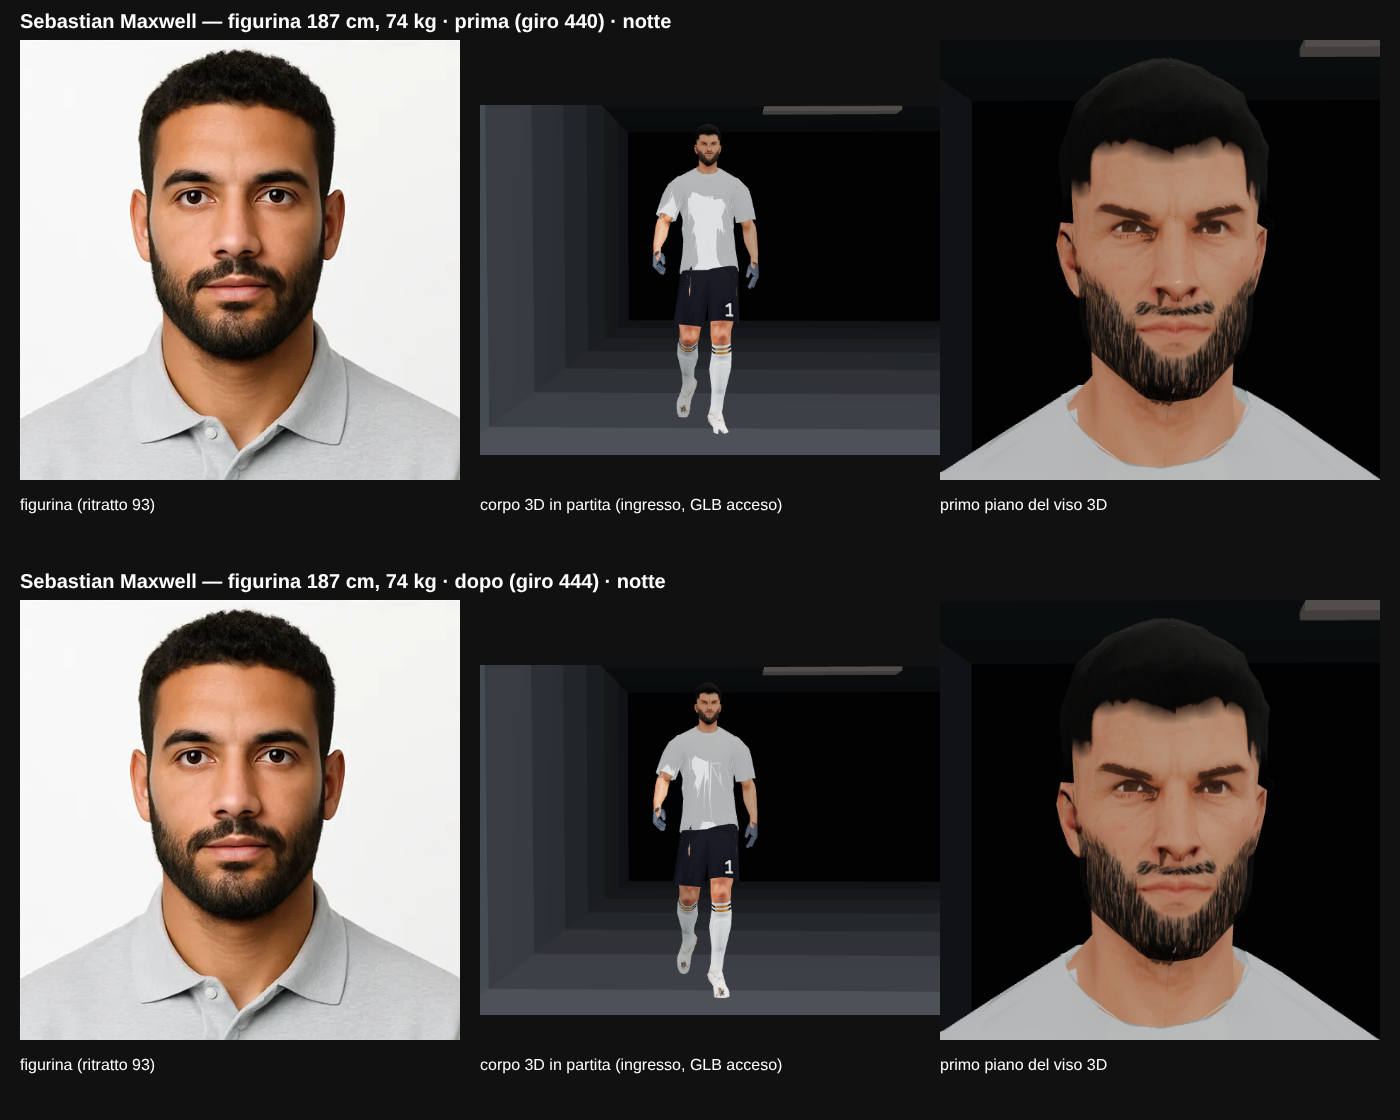 Sebastian Maxwell — figurina 187 cm, 74 kg · prima (giro 440) · notte
1
figurina (ritratto 93)
corpo 3D in partita (ingresso, GLB acceso)
primo piano del viso 3D
Sebastian Maxwell — figurina 187 cm, 74 kg · dopo (giro 444) · notte
1
figurina (ritratto 93)
corpo 3D in partita (ingresso, GLB acceso)
primo piano del viso 3D